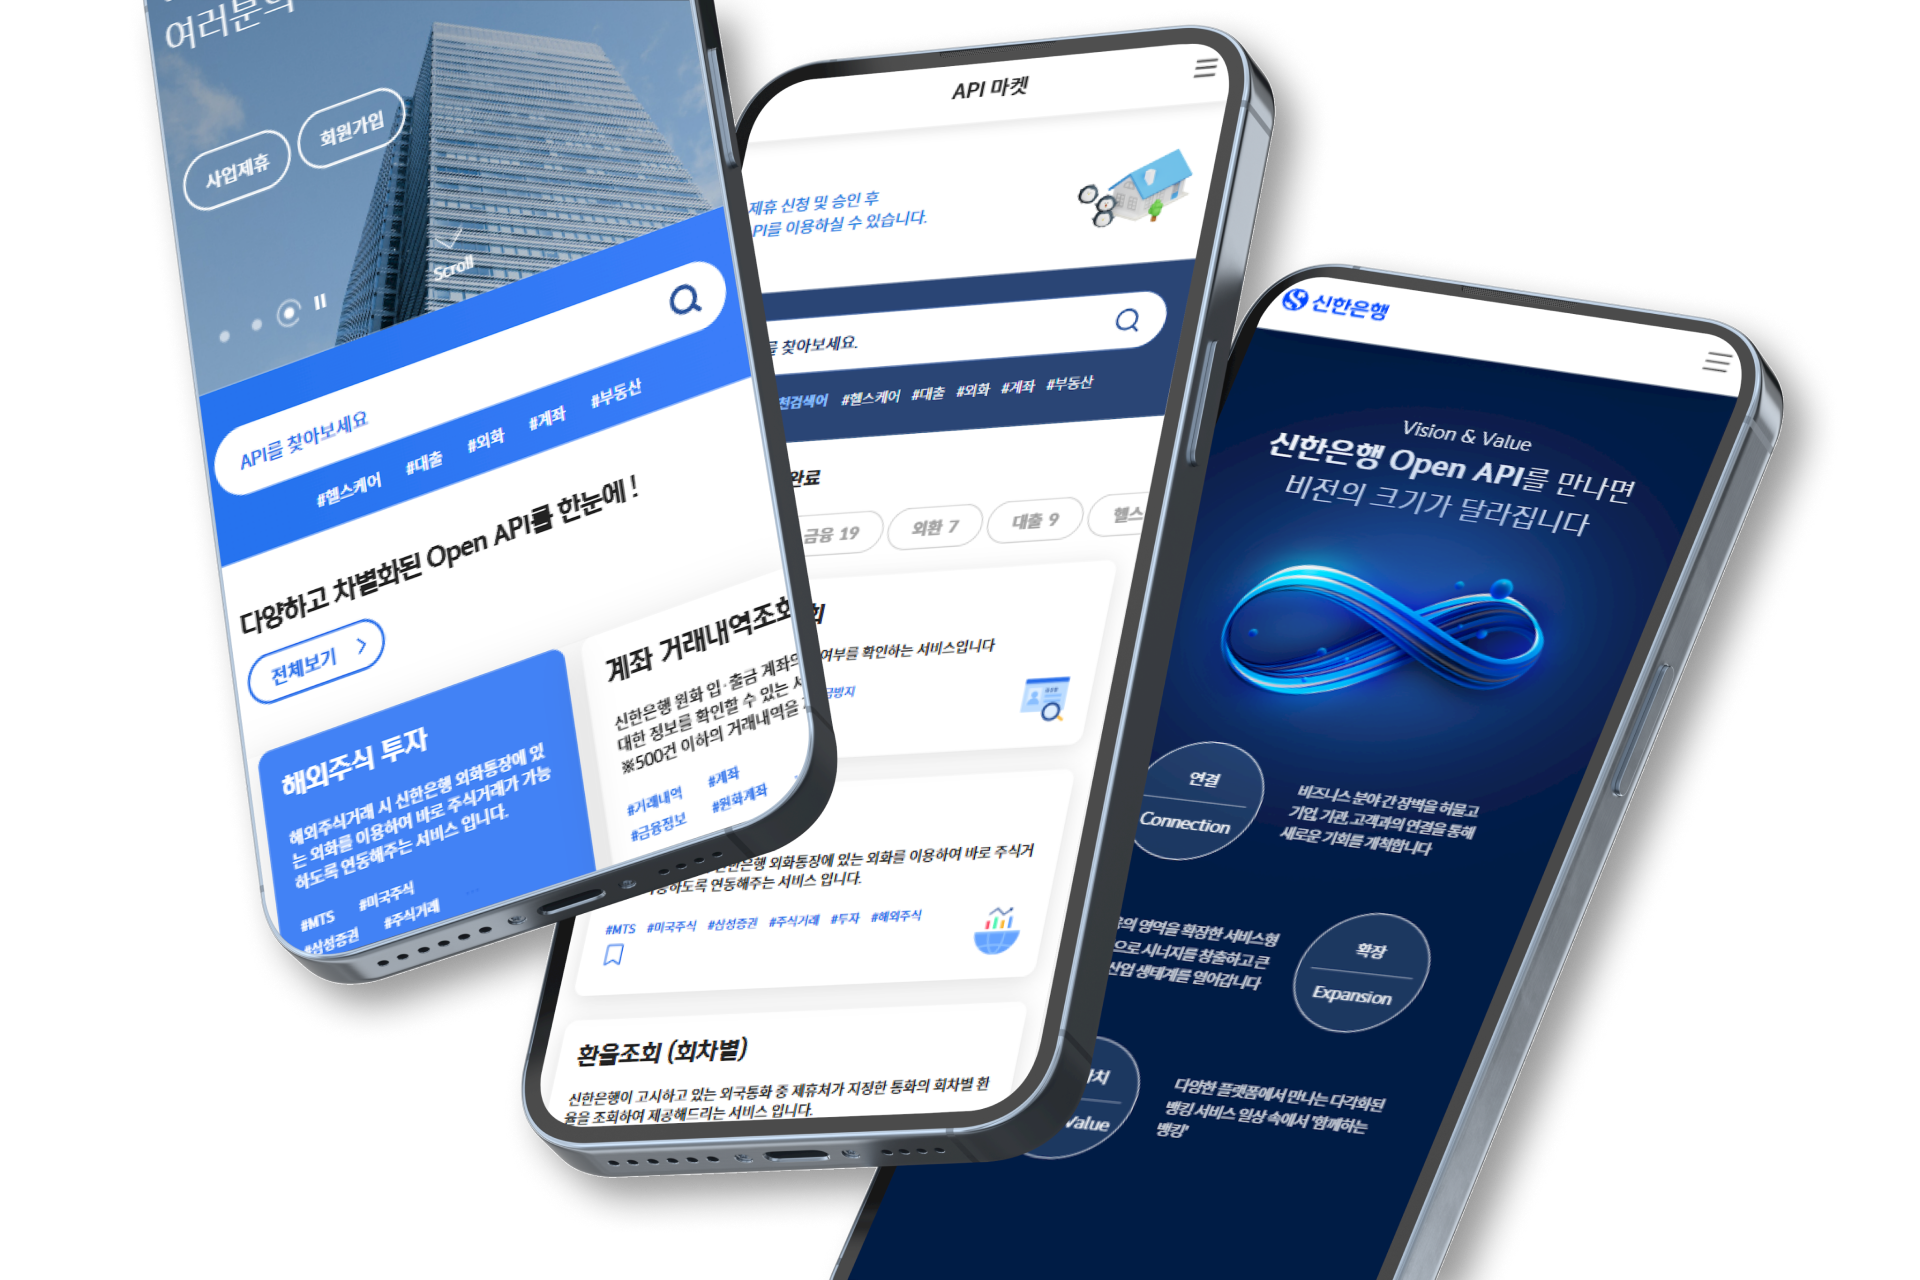 여러분의
사업제휴
회원가입
Scroll
API를 찾아보세요
#헬스케어 #대출 #외화 #계좌 #부동산
다양하고 차별화된 Open API를 한눈에 !
전체보기
해외주식 투자
해외주식거래 시 신한은행 외화통장에 있
는 외화를 이용하여 바로 주식거래가 가능
하도록 연동해주는 서비스 입니다.
#MTS #미국주식 ...
#삼성증권 #주식거래
계좌 거래내역조회
신한은행 원화 입·출금 계좌의
대한 정보를 확인할 수 있는 서
※500건 이하의 거래내역을
#거래내역 #계좌
#금융정보 #원화계좌
API 마켓
제휴 신청 및 승인 후
PI를 이용하실 수 있습니다.
를 찾아보세요.
천검색어 #헬스케어 #대출 #외화 #계좌 #부동산
완료
금융 19
외환 7
대출 9
헬스
회
여부를 확인하는 서비스입니다
금방지
한은행 외화통장에 있는 외화를 이용하여 바로 주식거
능하도록 연동해주는 서비스 입니다.
#MTS #미국주식 #삼성증권 #주식거래 #투자 #해외주식
환율조회 (회차별)
신한은행이 고시하고 있는 외국통화 중 제휴처가 지정한 통화의 회차별 환
율을 조회하여 제공해드리는 서비스 입니다.
신한은행
Vision & Value
신한은행 Open API를 만나면
비전의 크기가 달라집니다
연결
Connection
비즈니스 분야 간 장벽을 허물고
기업, 기관, 고객과의 연결을 통해
새로운 기회를 개척합니다
의 영역을 확장한 서비스형
으로 시너지를 창출하고 큰
산업 생태계를 열어갑니다
확장
Expansion
치
Value
다양한 플랫폼에서 만나는 다각화된
뱅킹 서비스 일상 속에서 '함께하는
뱅킹'